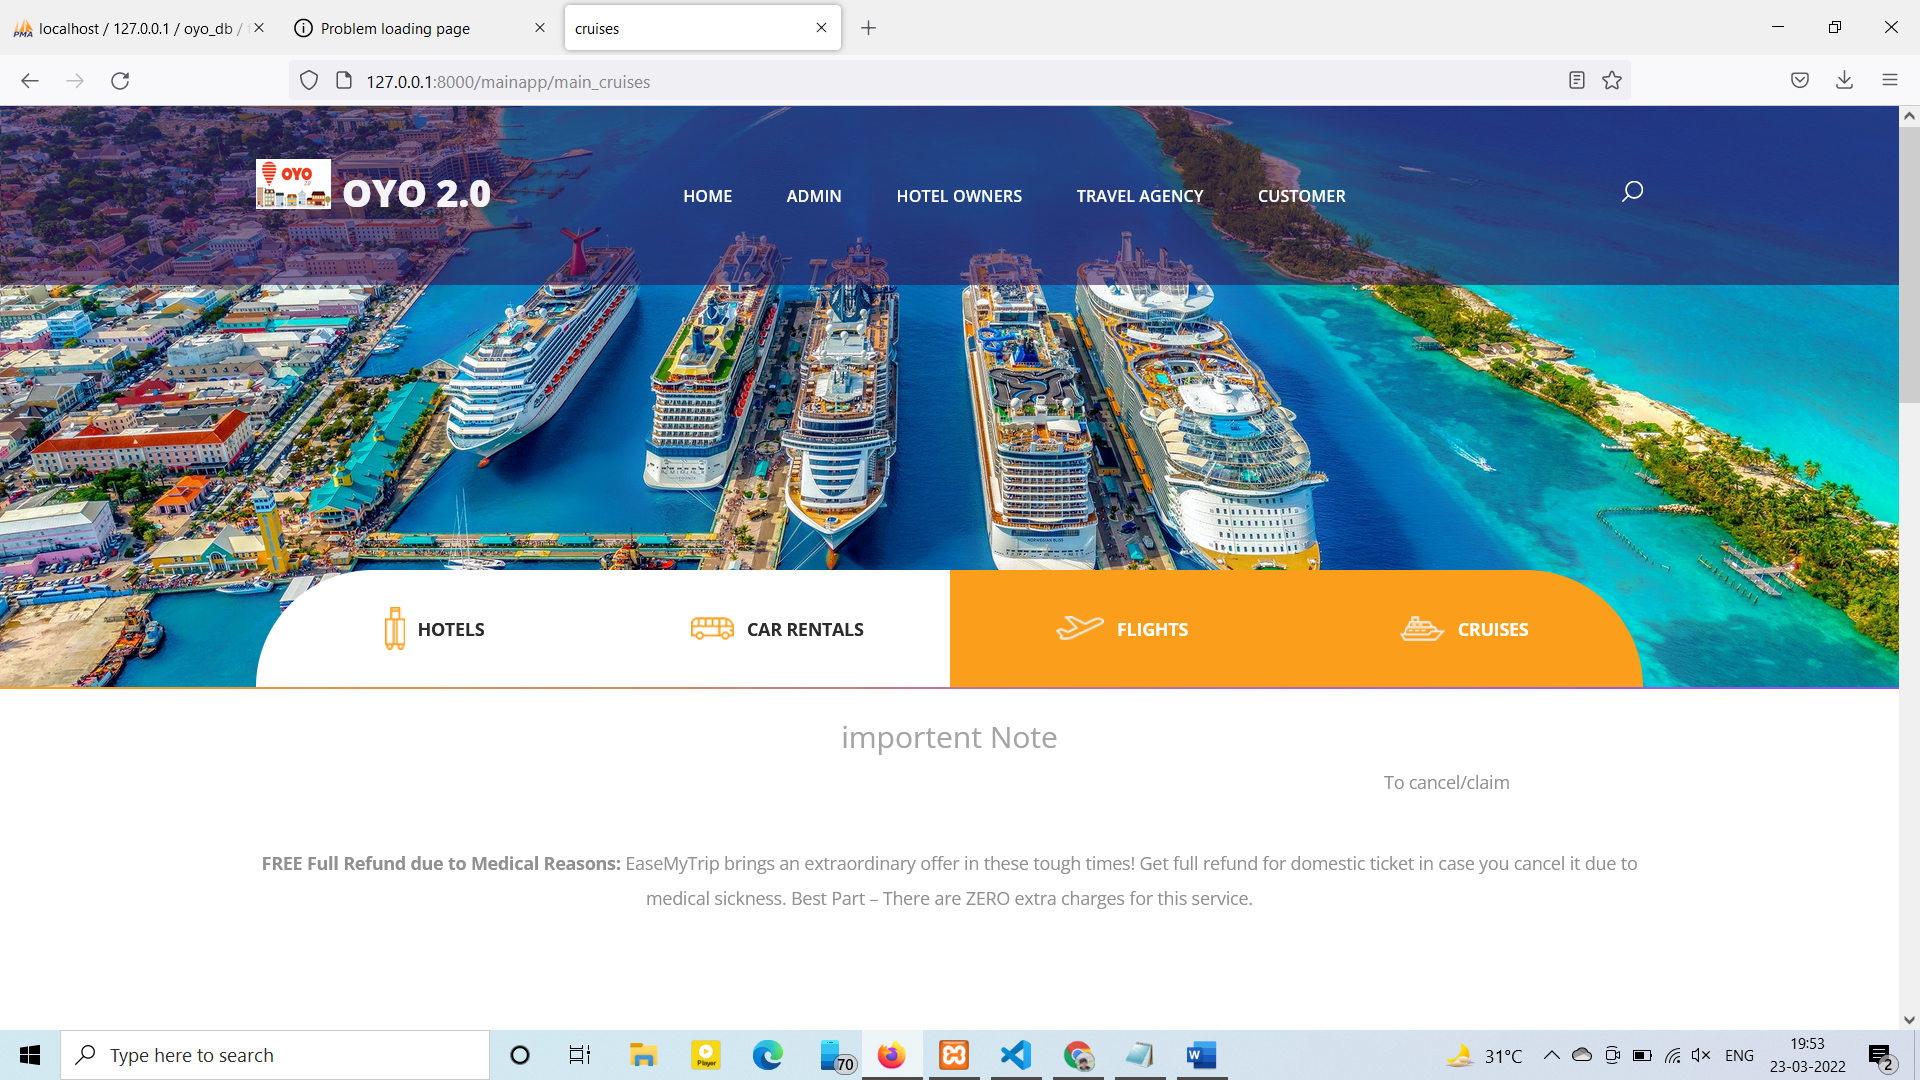 localhost / 127.0.0.1 / oyo_db / f
Problem loading page
cruises
127.0.0.1:8000/mainapp/main_cruises
OYO
2.0
OYO 2.0
HOME
ADMIN
HOTEL OWNERS
TRAVEL AGENCY
CUSTOMER
HOTELS
CAR RENTALS
FLIGHTS
CRUISES
importent Note
To cancel/claim
FREE Full Refund due to Medical Reasons: EaseMyTrip brings an extraordinary offer in these tough times! Get full refund for domestic ticket in case you cancel it due to
medical sickness. Best Part – There are ZERO extra charges for this service.
Type here to search
Player
70
31°C
ENG
19:53
23-03-2022
2